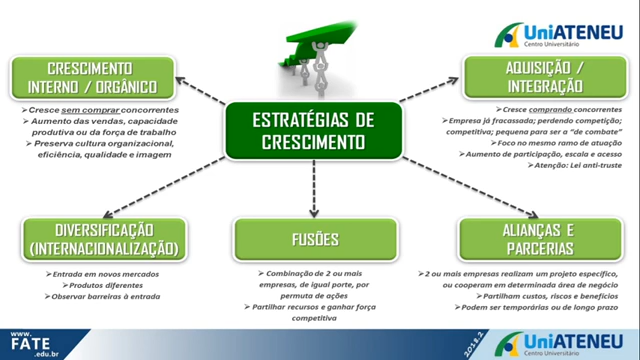 UniATENEU
Centro Universitário
CRESCIMENTO
INTERNO / ORGÂNICO
Cresce sem comprar concorrentes
Aumento das vendas, capacidade
produtiva ou da força de trabalho
Preserva cultura organizacional,
eficiência, qualidade e imagem
ESTRATÉGIAS DE
CRESCIMENTO
AQUISIÇÃO /
INTEGRAÇÃO
Cresce comprando concorrentes
Empresa já fracassada; perdendo competição;
competitiva; pequena para ser a "de combate"
Foco no mesmo ramo de atuação
Aumento de participação, escala e acesso
Atenção: Lei anti-truste
DIVERSIFICAÇÃO
(INTERNACIONALIZAÇÃO)
Entrada em novos mercados
Produtos diferentes
Observar barreiras à entrada
FUSÕES
Combinação de 2 ou mais
empresas, de igual porte, por
permuta de ações
Partilhar recursos e ganhar força
competitiva
ALIANÇAS E
PARCERIAS
2 ou mais empresas realizam um projeto específico,
ou cooperam em determinada área de negócio
Partilham custos, riscos e benefícios
Podem ser temporárias ou de longo prazo
www.
FATE
.edu.br
2018.2
UniATENEU
Centro Universitário